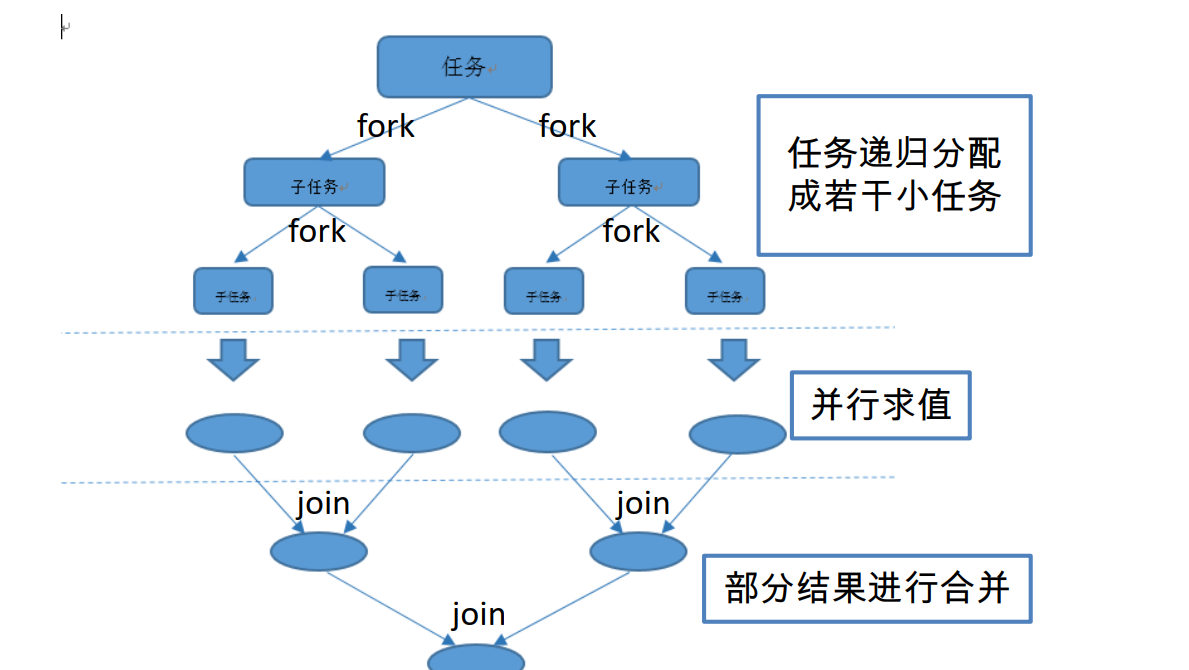 任务
fork
fork
任务递归分配
成若干小任务
子任务
子任务
fork
fork
子任务
子任务
子任务
子任务
并行求值
join
join
部分结果进行合并
join